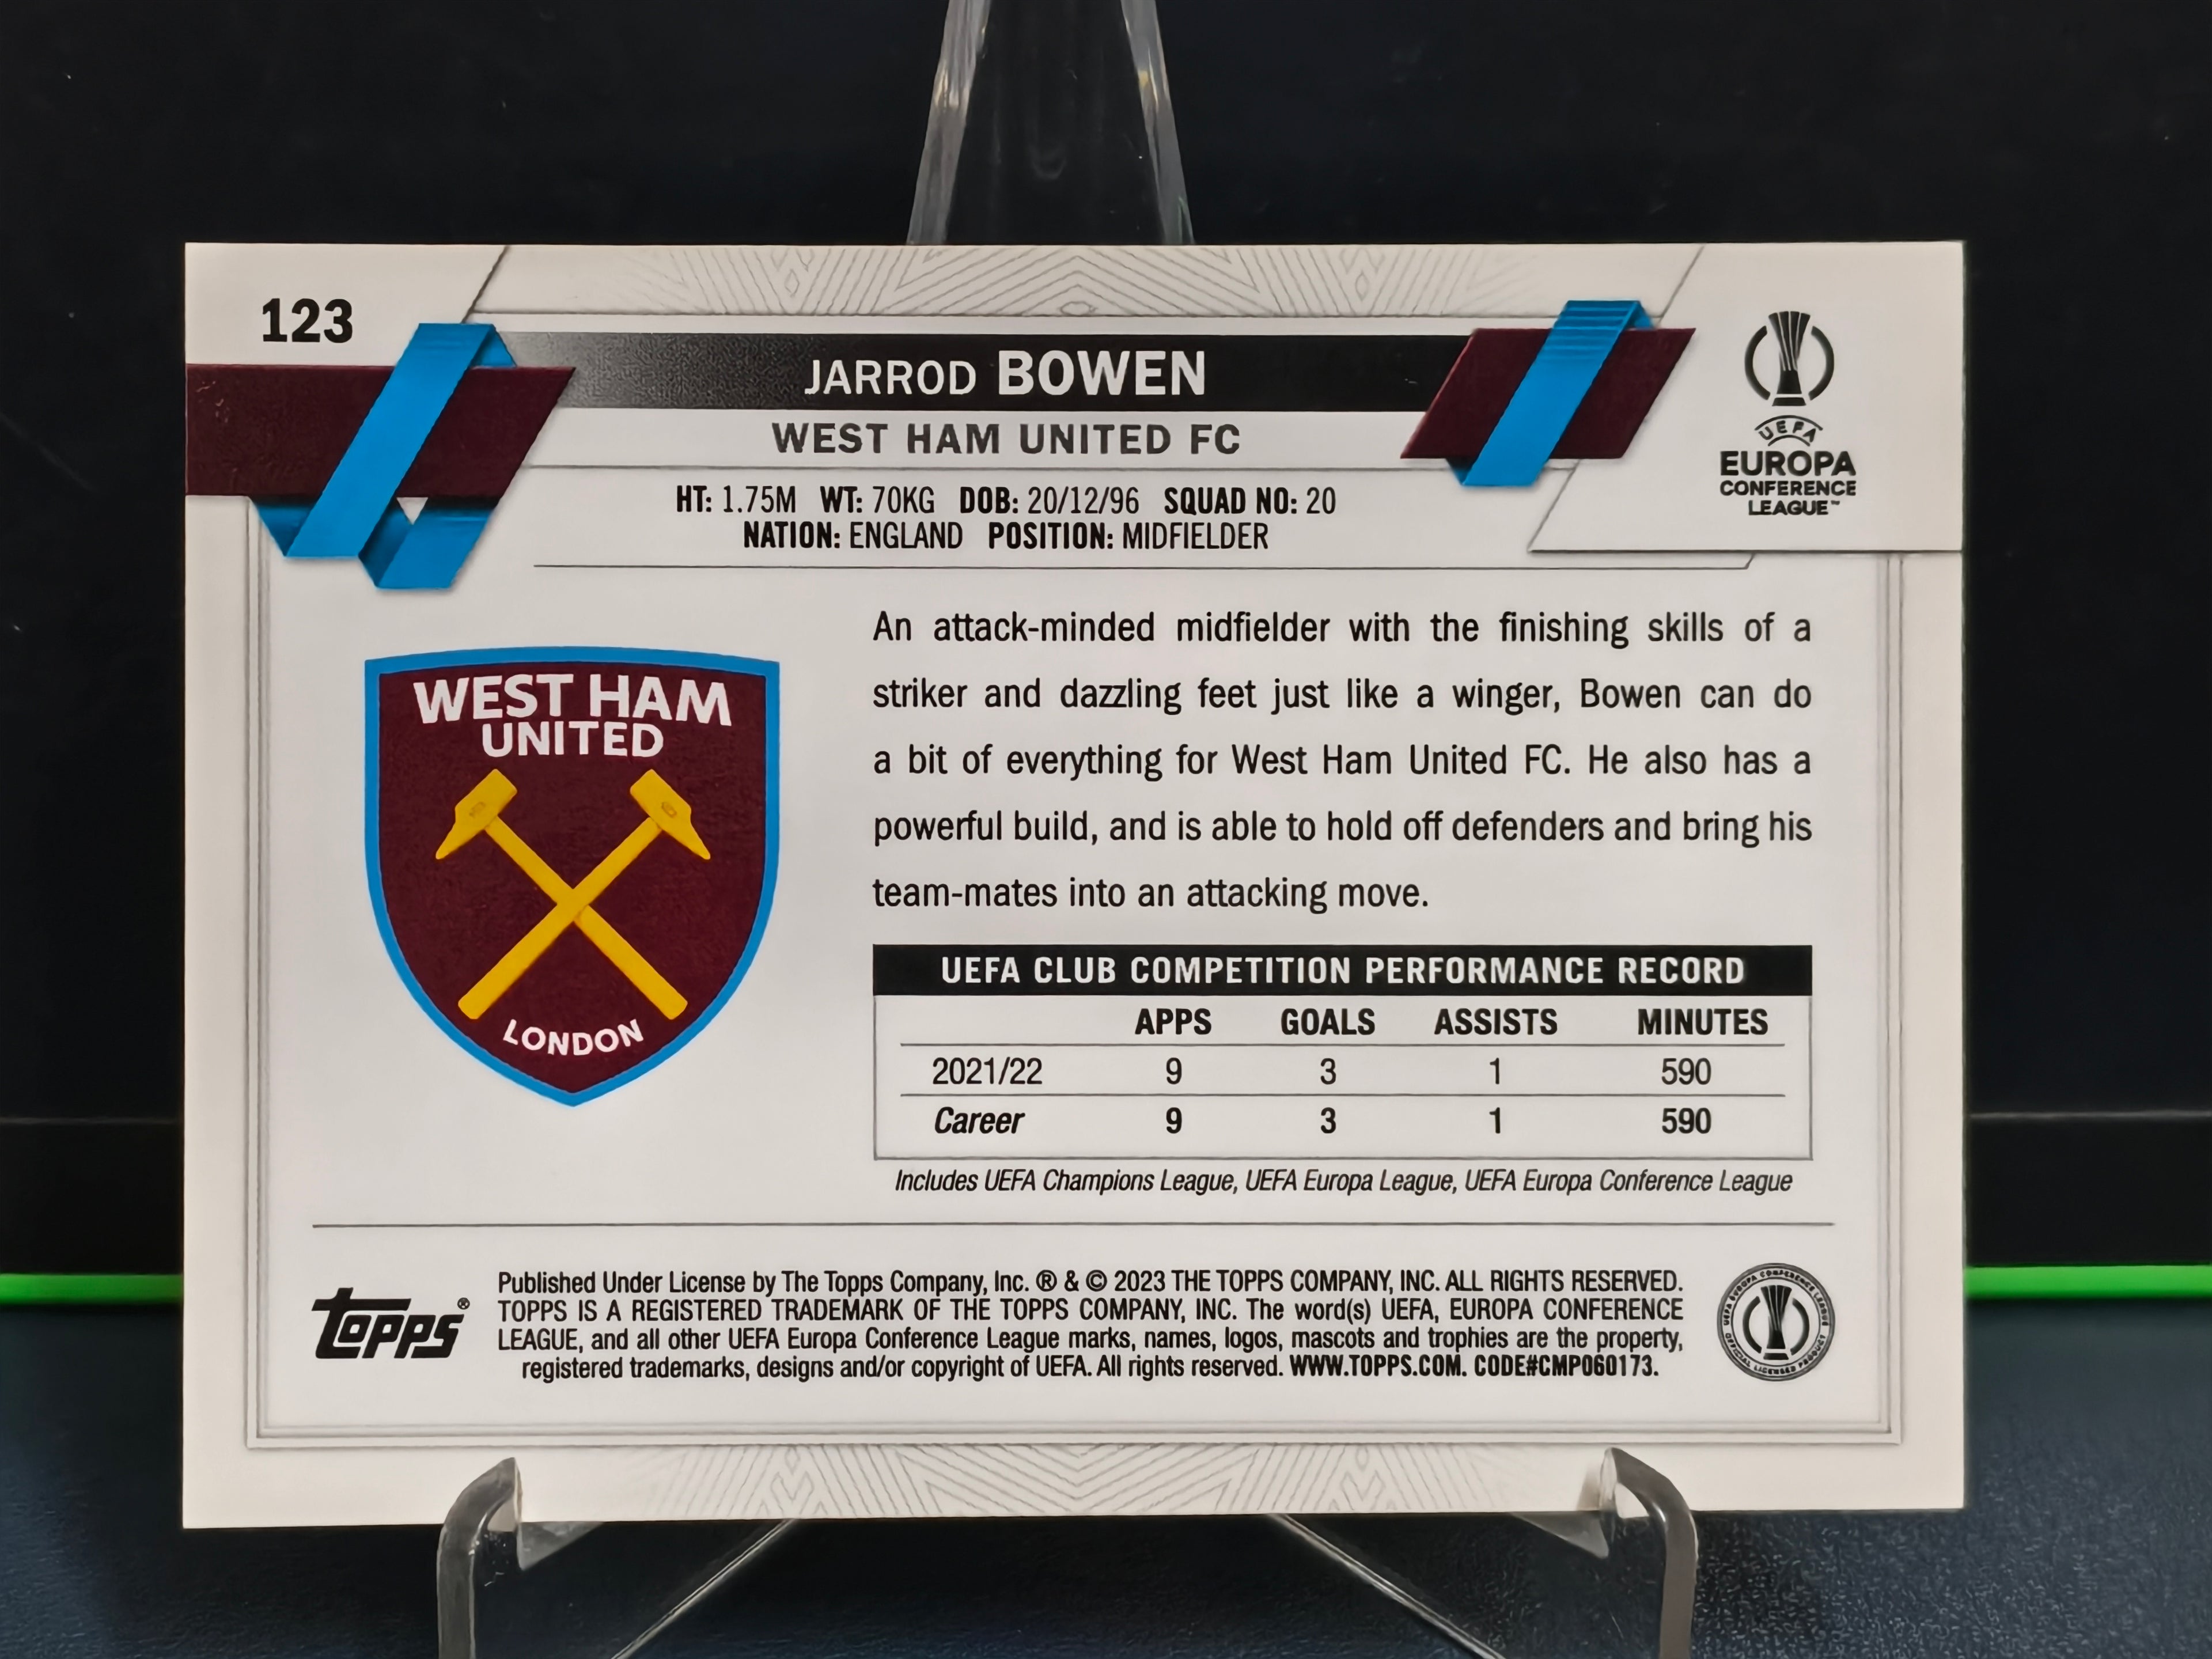 123
JARROD BOWEN
WEST HAM UNITED FC
HT: 1.75M WT: 70KG DOB: 20/12/96 SQUAD NO: 20
NATION: ENGLAND POSITION: MIDFIELDER
UEFA
EUROPA
CONFERENCE
LEAGUE™
WEST HAM
UNITED
LONDON
An attack-minded midfielder with the finishing skills of a
striker and dazzling feet just like a winger, Bowen can do
a bit of everything for West Ham United FC. He also has a
powerful build, and is able to hold off defenders and bring his
team-mates into an attacking move.
UEFA CLUB COMPETITION PERFORMANCE RECORD
APPS GOALS ASSISTS MINUTES
2021/22 9 3 1 590
Career 9 3 1 590
Includes UEFA Champions League, UEFA Europa League, UEFA Europa Conference League
Topps®
Published Under License by The Topps Company, Inc. ® & © 2023 THE TOPPS COMPANY, INC. ALL RIGHTS RESERVED.
TOPPS IS A REGISTERED TRADEMARK OF THE TOPPS COMPANY, INC. The word(s) UEFA, EUROPA CONFERENCE
LEAGUE, and all other UEFA Europa Conference League marks, names, logos, mascots and trophies are the property,
registered trademarks, designs and/or copyright of UEFA. All rights reserved. WWW.TOPPS.COM. CODE#CMP060173.
UEFA EUROPA CONFERENCE LEAGUE
OFFICIAL LICENSED PRODUCT